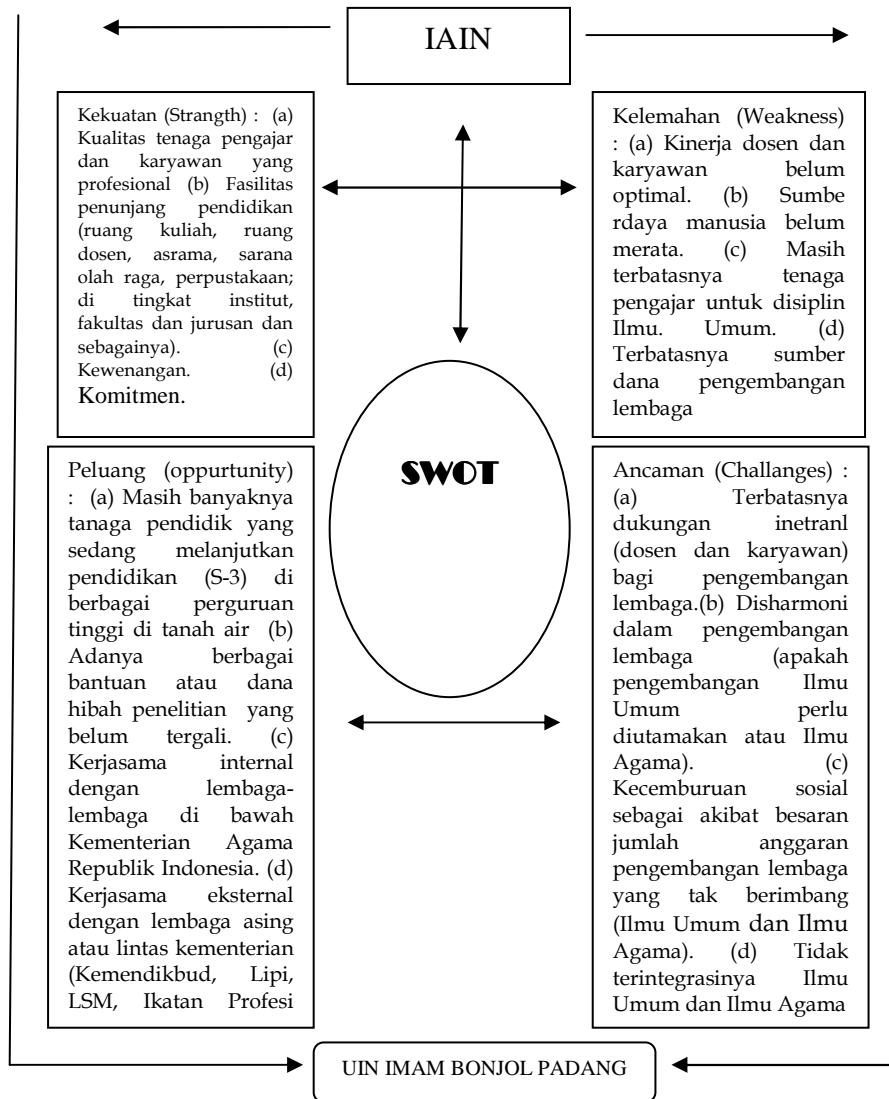 IAIN
Kekuatan (Strangth) : (a)
Kualitas tenaga pengajar
dan karyawan yang
profesional (b) Fasilitas
penunjang pendidikan
(ruang kuliah, ruang
dosen, asrama, sarana
olah raga, perpustakaan;
di tingkat institut,
fakultas dan jurusan dan
sebagainya). (c)
Kewenangan. (d)
Komitmen.
Kelemahan (Weakness)
: (a) Kinerja dosen dan
karyawan belum
optimal. (b) Sumbe
rdaya manusia belum
merata. (c) Masih
terbatasnya tenaga
pengajar untuk disiplin
Ilmu. Umum. (d)
Terbatasnya sumber
dana pengembangan
lembaga
SWOT
Peluang (oppurtunity)
: (a) Masih banyaknya
tanaga pendidik yang
sedang melanjutkan
pendidikan (S-3) di
berbagai perguruan
tinggi di tanah air (b)
Adanya berbagai
bantuan atau dana
hibah penelitian yang
belum tergali. (c)
Kerjasama internal
dengan lembaga-
lembaga di bawah
Kementerian Agama
Republik Indonesia. (d)
Kerjasama eksternal
dengan lembaga asing
atau lintas kementerian
(Kemendikbud, Lipi,
LSM, Ikatan Profesi
Ancaman (Challanges) :
(a) Terbatasnya
dukungan inetranl
(dosen dan karyawan)
bagi pengembangan
lembaga.(b) Disharmoni
dalam pengembangan
lembaga (apakah
pengembangan Ilmu
Umum perlu
diutamakan atau Ilmu
Agama). (c)
Kecemburuan sosial
sebagai akibat besaran
jumlah anggaran
pengembangan lembaga
yang tak berimbang
(Ilmu Umum dan Ilmu
Agama). (d) Tidak
terintegrasinya Ilmu
Umum dan Ilmu Agama
UIN IMAM BONJOL PADANG